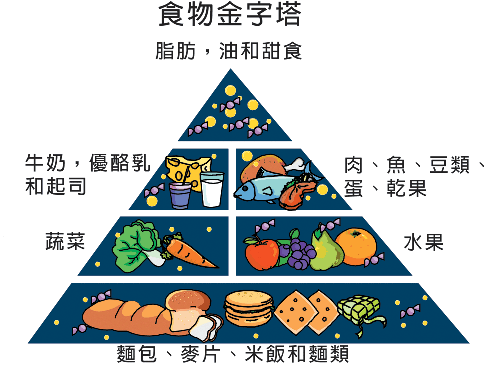 食物金字塔
脂肪，油和甜食
牛奶，優酪乳
和起司
肉、魚、豆類、
蛋、乾果
蔬菜
水果
麵包、麥片、米飯和麵類